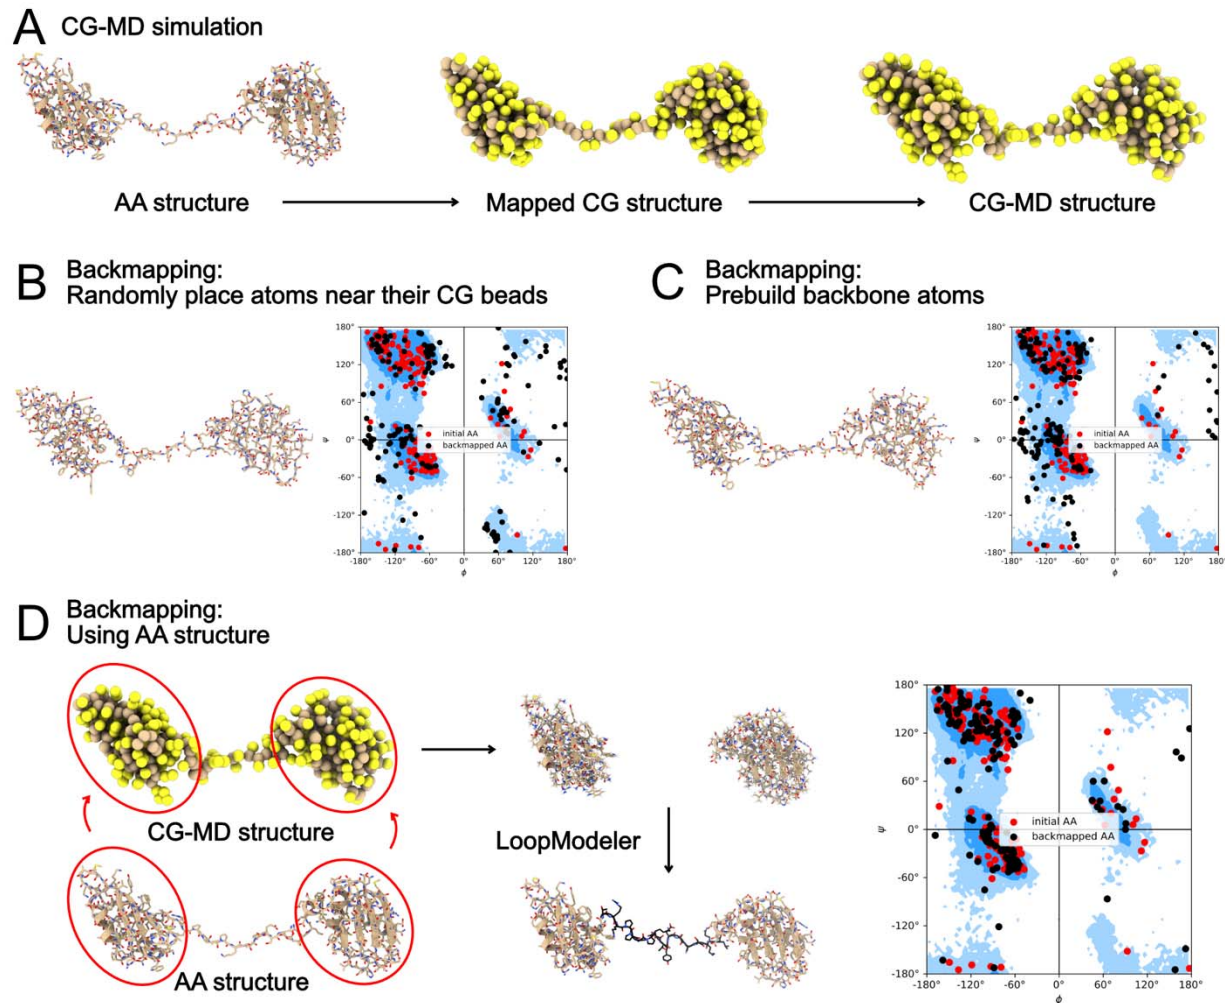 A CG-MD simulation
AA structure
Mapped CG structure
CG-MD structure
B Backmapping:
Randomly place atoms near their CG beads
180°
120°
60°
0°
-60°
-120°
-180°
ψ
initial AA
backmapped AA
-180° -120° -60° 0° 60° 120° 180°
ϕ
C Backmapping:
Prebuild backbone atoms
180°
120°
60°
0°
-60°
-120°
-180°
ψ
initial AA
backmapped AA
-180° -120° -60° 0° 60° 120° 180°
ϕ
D Backmapping:
Using AA structure
CG-MD structure
AA structure
LoopModeler
180°
120°
60°
0°
-60°
-120°
-180°
ψ
initial AA
backmapped AA
-180° -120° -60° 0° 60° 120° 180°
ϕ